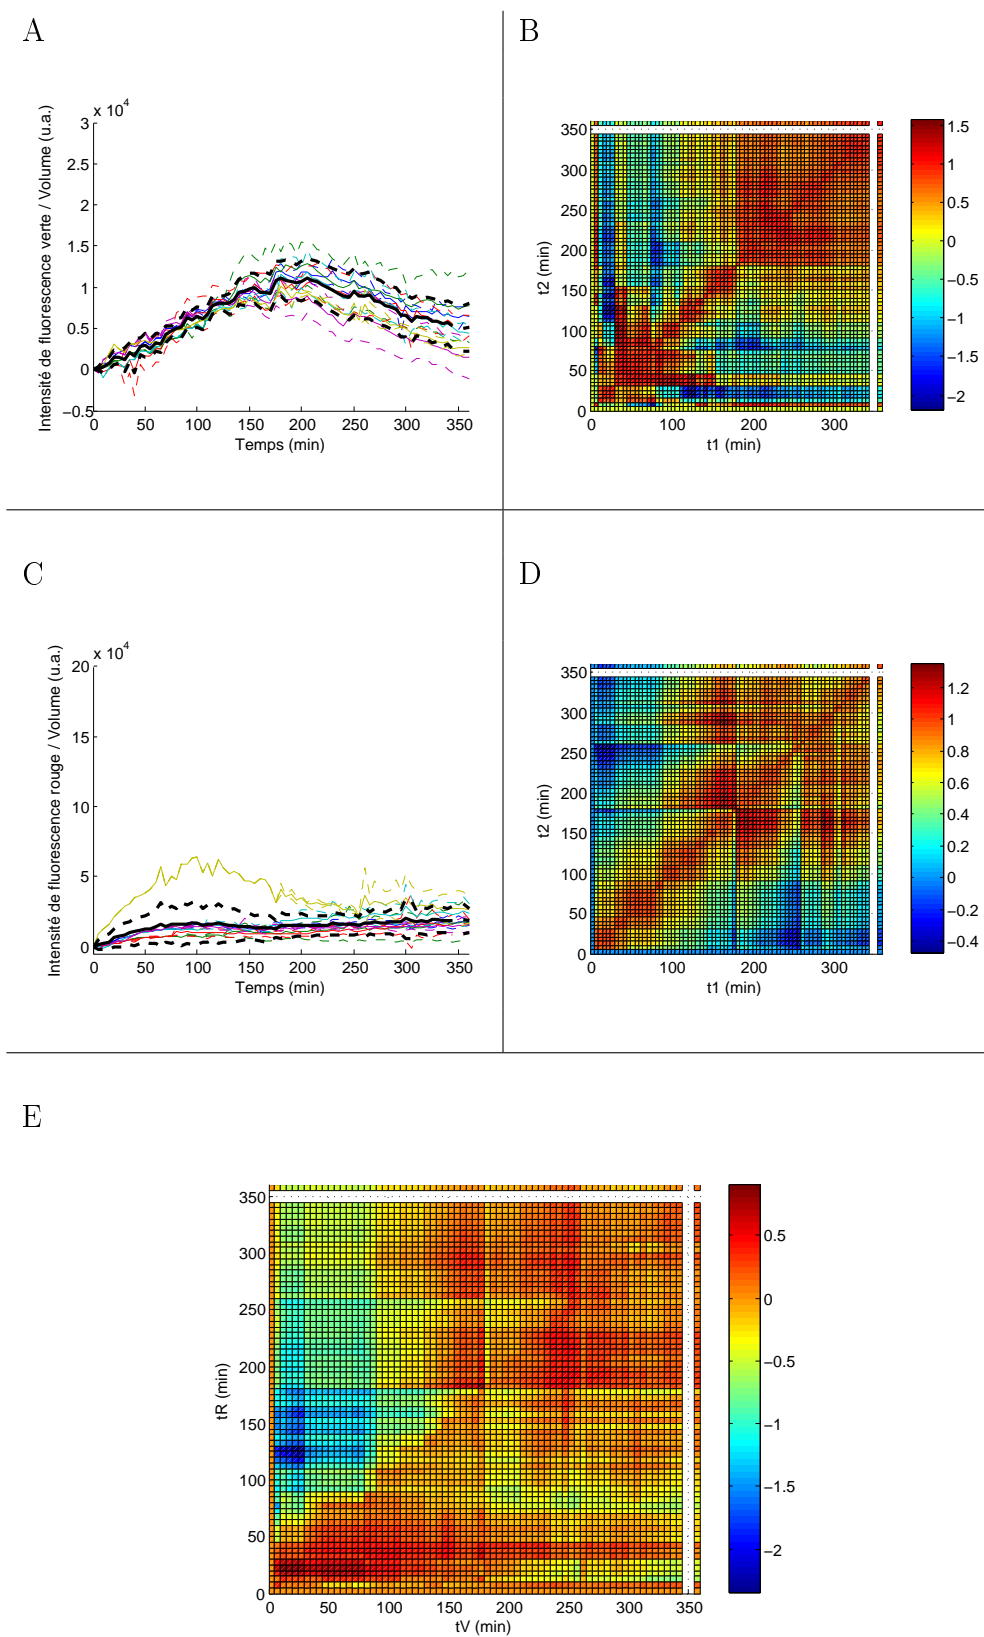 A
x 10^4
3
2.5
2
1.5
1
0.5
0
−0.5
0 50 100 150 200 250 300 350
Temps (min)
Intensité de fluorescence verte / Volume (u.a.)
B
350
300
250
200
150
100
50
0
0 100 200 300
t1 (min)
t2 (min)
1.5
1
0.5
0
−0.5
−1
−1.5
−2
C
x 10^4
20
15
10
5
0
0 50 100 150 200 250 300 350
Temps (min)
Intensité de fluorescence rouge / Volume (u.a.)
D
350
300
250
200
150
100
50
0
0 100 200 300
t1 (min)
t2 (min)
1.2
1
0.8
0.6
0.4
0.2
0
−0.2
−0.4
E
350
300
250
200
150
100
50
0
0 50 100 150 200 250 300 350
tV (min)
tR (min)
0.5
0
−0.5
−1
−1.5
−2